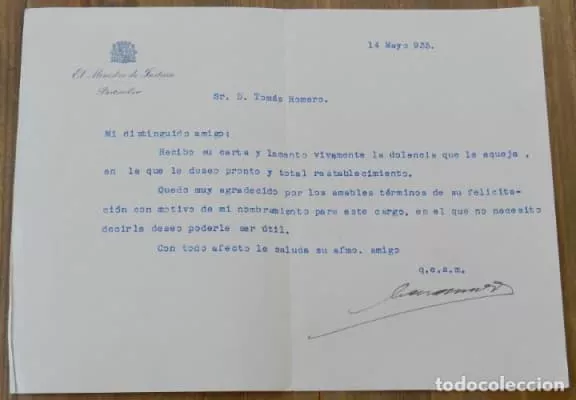 14 Mayo 935.
El Ministro de Justicia
Particular
Sr. D. Tomás Romero.
Mi distinguido amigo:
Recibo su carta y lamento vivamente la dolencia que le aqueja,
en la que le deseo pronto y total restablecimiento.
Quedo muy agradecido por los amables términos de su felicita-
ción con motivo de mi nombramiento para este cargo, en el que no necesito
decirle deseo poderle ser útil.
Con todo afecto le saluda su afmo. amigo
q.e.s.m.
todocoleccion